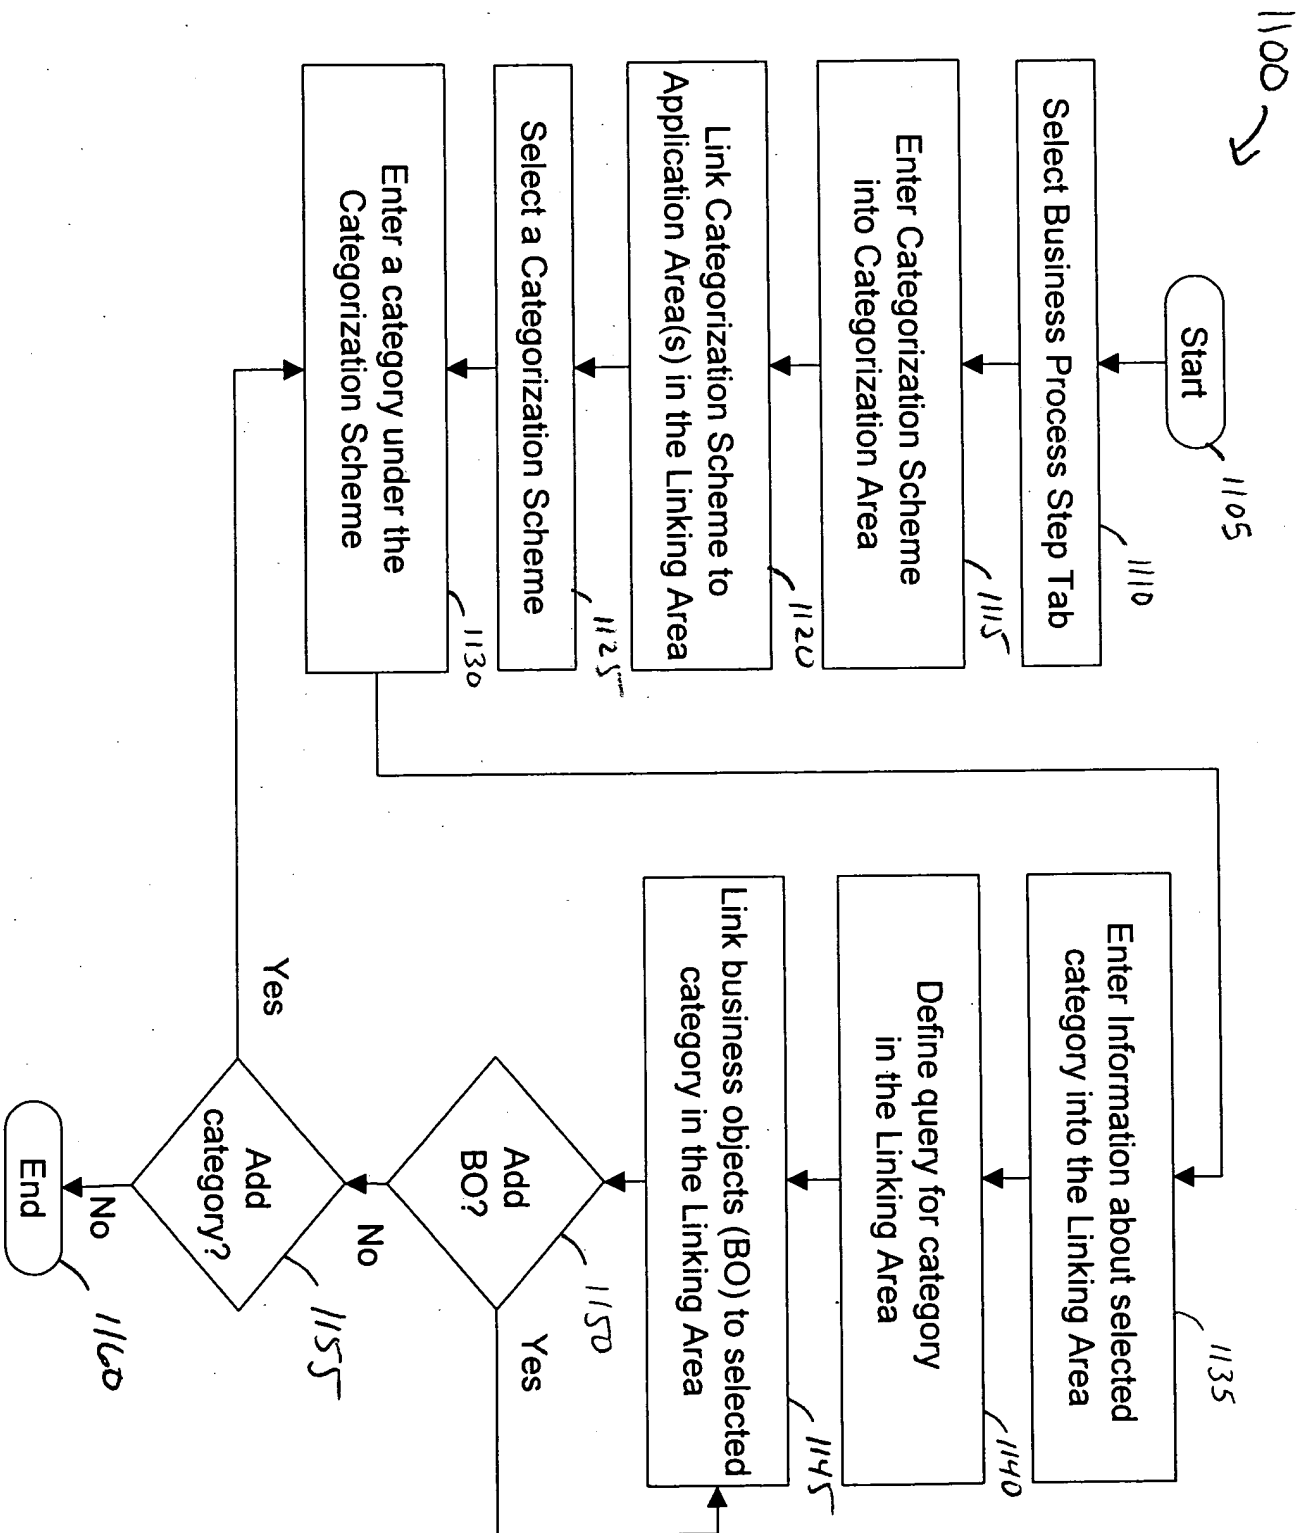 1100
Start
1105
Select Business Process Step Tab
1110
Enter Categorization Scheme
into Categorization Area
1115
Link Categorization Scheme to
Application Area(s) in the Linking Area
1120
Select a Categorization Scheme
1125
Enter a category under the
Categorization Scheme
1130
Enter Information about selected
category into the Linking Area
1135
Define query for category
in the Linking Area
1140
Link business objects (BO) to selected
category in the Linking Area
1145
Add
BO?
1150
Yes
No
Add
category?
1155
Yes
No
End
1160